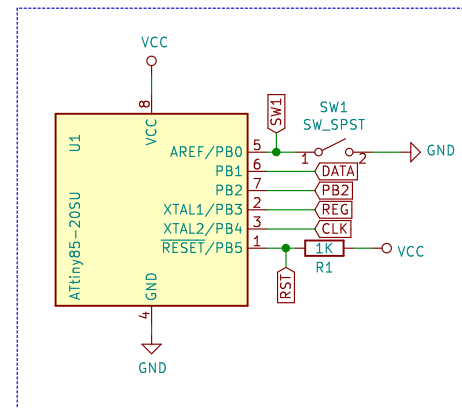 VCC
8
VCC
U1
ATtiny85-20SU
AREF/PB0
5
SW1
SW1
SW_SPST
1
2
GND
PB1
6
DATA
PB2
7
PB2
XTAL1/PB3
2
REG
XTAL2/PB4
3
CLK
RESET/PB5
1
1K
R1
VCC
RST
GND
4
GND